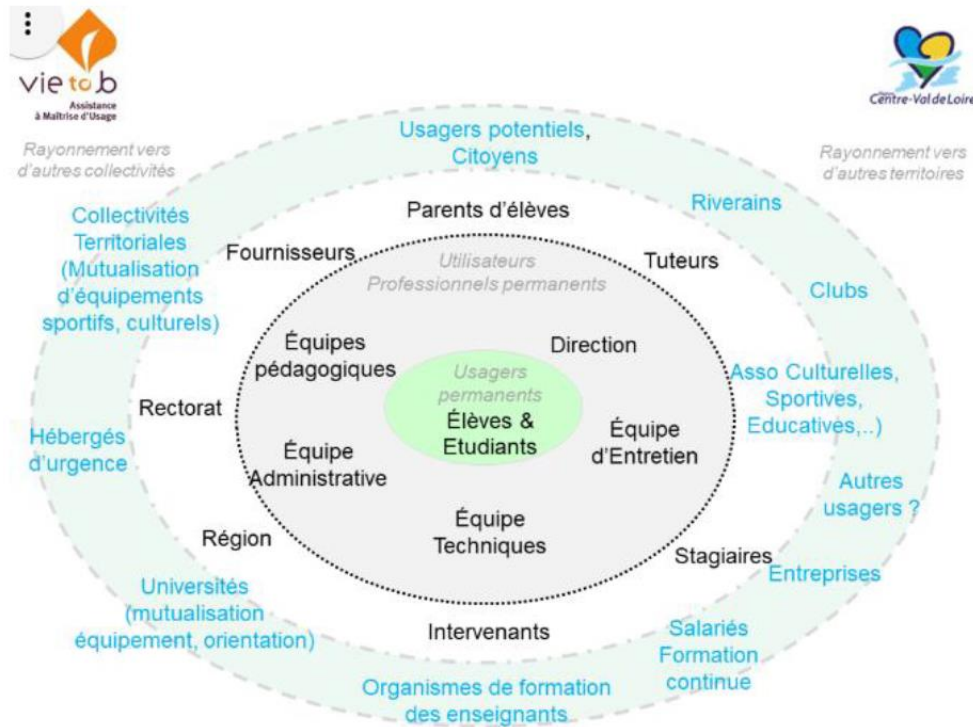 vie to b
Assistance
à Maîtrise d'Usage
Centre-Val de Loire
Rayonnement vers
d'autres collectivités
Rayonnement vers
d'autres territoires
Usagers potentiels,
Citoyens
Riverains
Clubs
Asso Culturelles,
Sportives,
Educatives,..)
Autres
usagers ?
Entreprises
Salariés
Formation
continue
Organismes de formation
des enseignants
Universités
(mutualisation
équipement, orientation)
Hébergés
d'urgence
Collectivités
Territoriales
(Mutualisation
d'équipements
sportifs, culturels)
Parents d'élèves
Tuteurs
Stagiaires
Intervenants
Région
Rectorat
Fournisseurs
Utilisateurs
Professionnels permanents
Direction
Équipe
d'Entretien
Équipe
Techniques
Équipe
Administrative
Équipes
pédagogiques
Usagers
permanents
Élèves &
Etudiants